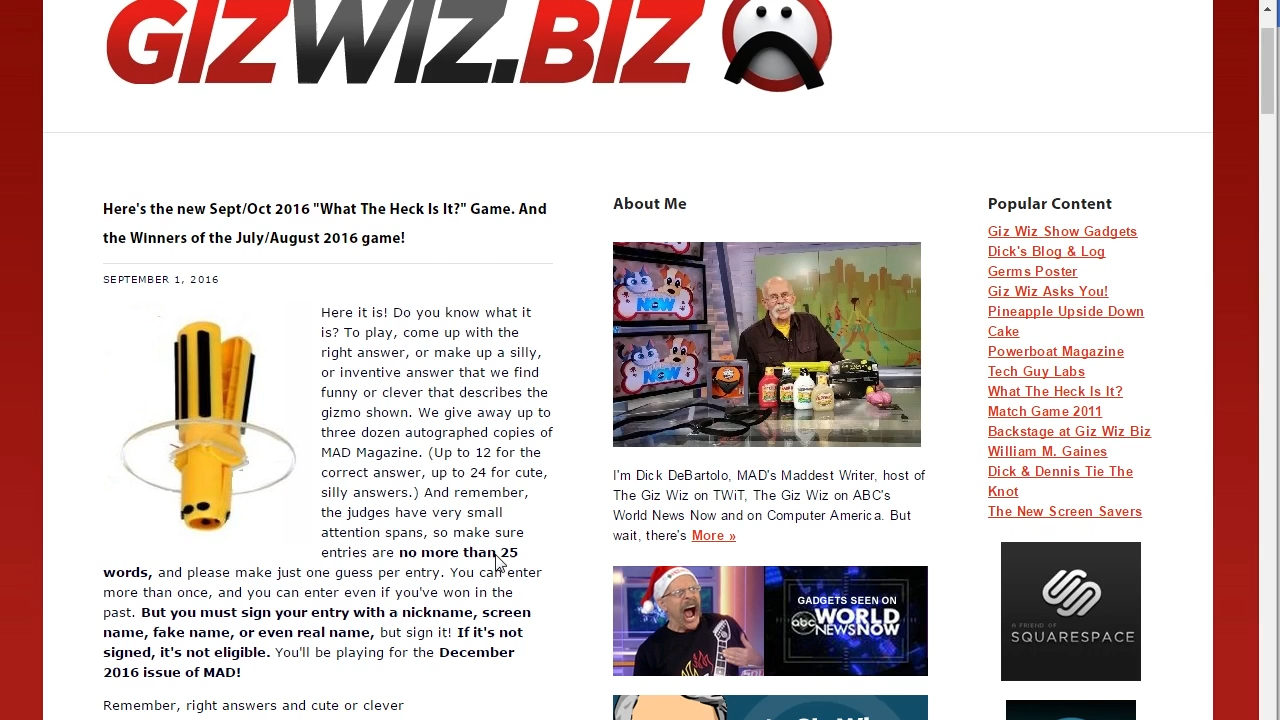 GIZWIZ.BIZ
Here's the new Sept/Oct 2016 "What The Heck Is It?" Game. And
the Winners of the July/August 2016 game!
SEPTEMBER 1, 2016
Here it is! Do you know what it
is? To play, come up with the
right answer, or make up a silly,
or inventive answer that we find
funny or clever that describes the
gizmo shown. We give away up to
three dozen autographed copies of
MAD Magazine. (Up to 12 for the
correct answer, up to 24 for cute,
silly answers.) And remember,
the judges have very small
attention spans, so make sure
entries are no more than 25
words, and please make just one guess per entry. You can enter
more than once, and you can enter even if you've won in the
past, you must sign your entry with a nickname, screen
name, fake name, or even real name, but sign it! If it's not
signed, it's not eligible. You'll be playing for the December
2016 issue of MAD!
Remember, right answers and cute or clever
About Me
NOW
NOW
I'm Dick DeBartolo, MAD's Maddest Writer, host of
The Giz Wiz on TWiT, The Giz Wiz on ABC's
World News Now and on Computer America. But
wait, there's More »
GADGETS SEEN ON
abc WORLD
NEWS NOW
Popular Content
Giz Wiz Show Gadgets
Dick's Blog & Log
Germs Poster
Giz Wiz Asks You!
Pineapple Upside Down
Cake
Powerboat Magazine
Tech Guy Labs
What The Heck Is It?
Match Game 2011
Backstage at Giz Wiz Biz
William M. Gaines
Dick & Dennis Tie The
Knot
The New Screen Savers
A FRIEND OF
SQUARESPACE